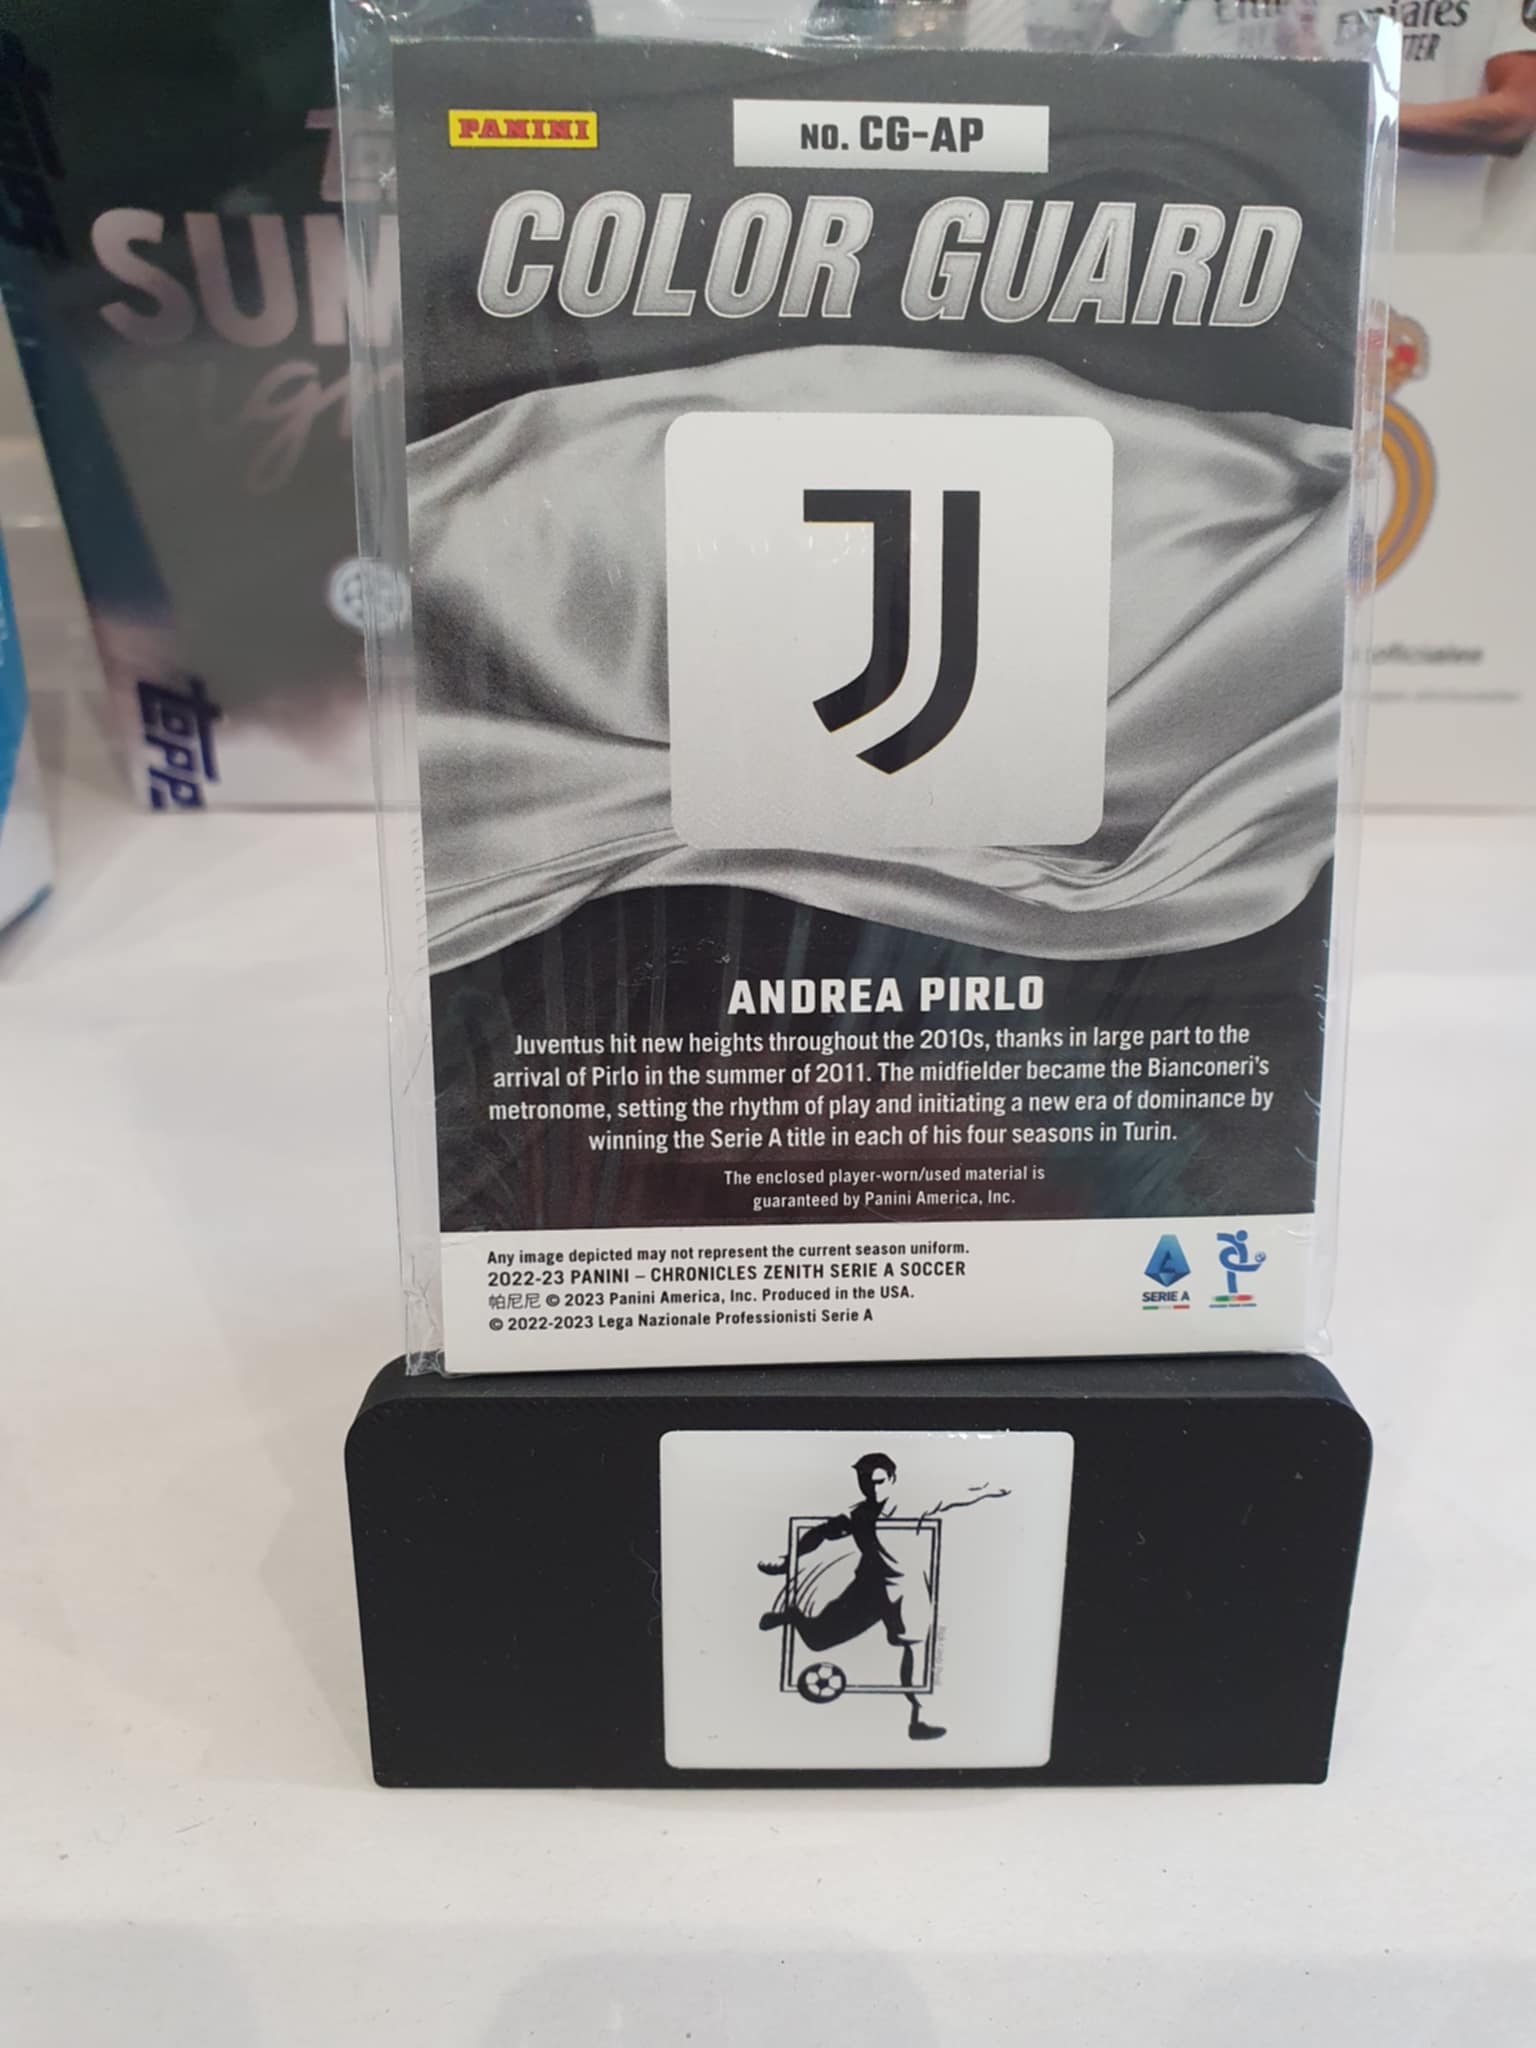 PANINI
NO. CG-AP
COLOR GUARD
ANDREA PIRLO
Juventus hit new heights throughout the 2010s, thanks in large part to the
arrival of Pirlo in the summer of 2011. The midfielder became the Bianconeri's
metronome, setting the rhythm of play and initiating a new era of dominance by
winning the Serie A title in each of his four seasons in Turin.
The enclosed player-worn/used material is
guaranteed by Panini America, Inc.
Any image depicted may not represent the current season uniform.
2022-23 PANINI – CHRONICLES ZENITH SERIE A SOCCER
帕尼尼 © 2023 Panini America, Inc. Produced in the USA.
© 2022-2023 Lega Nazionale Professionisti Serie A
SERIE A
topps